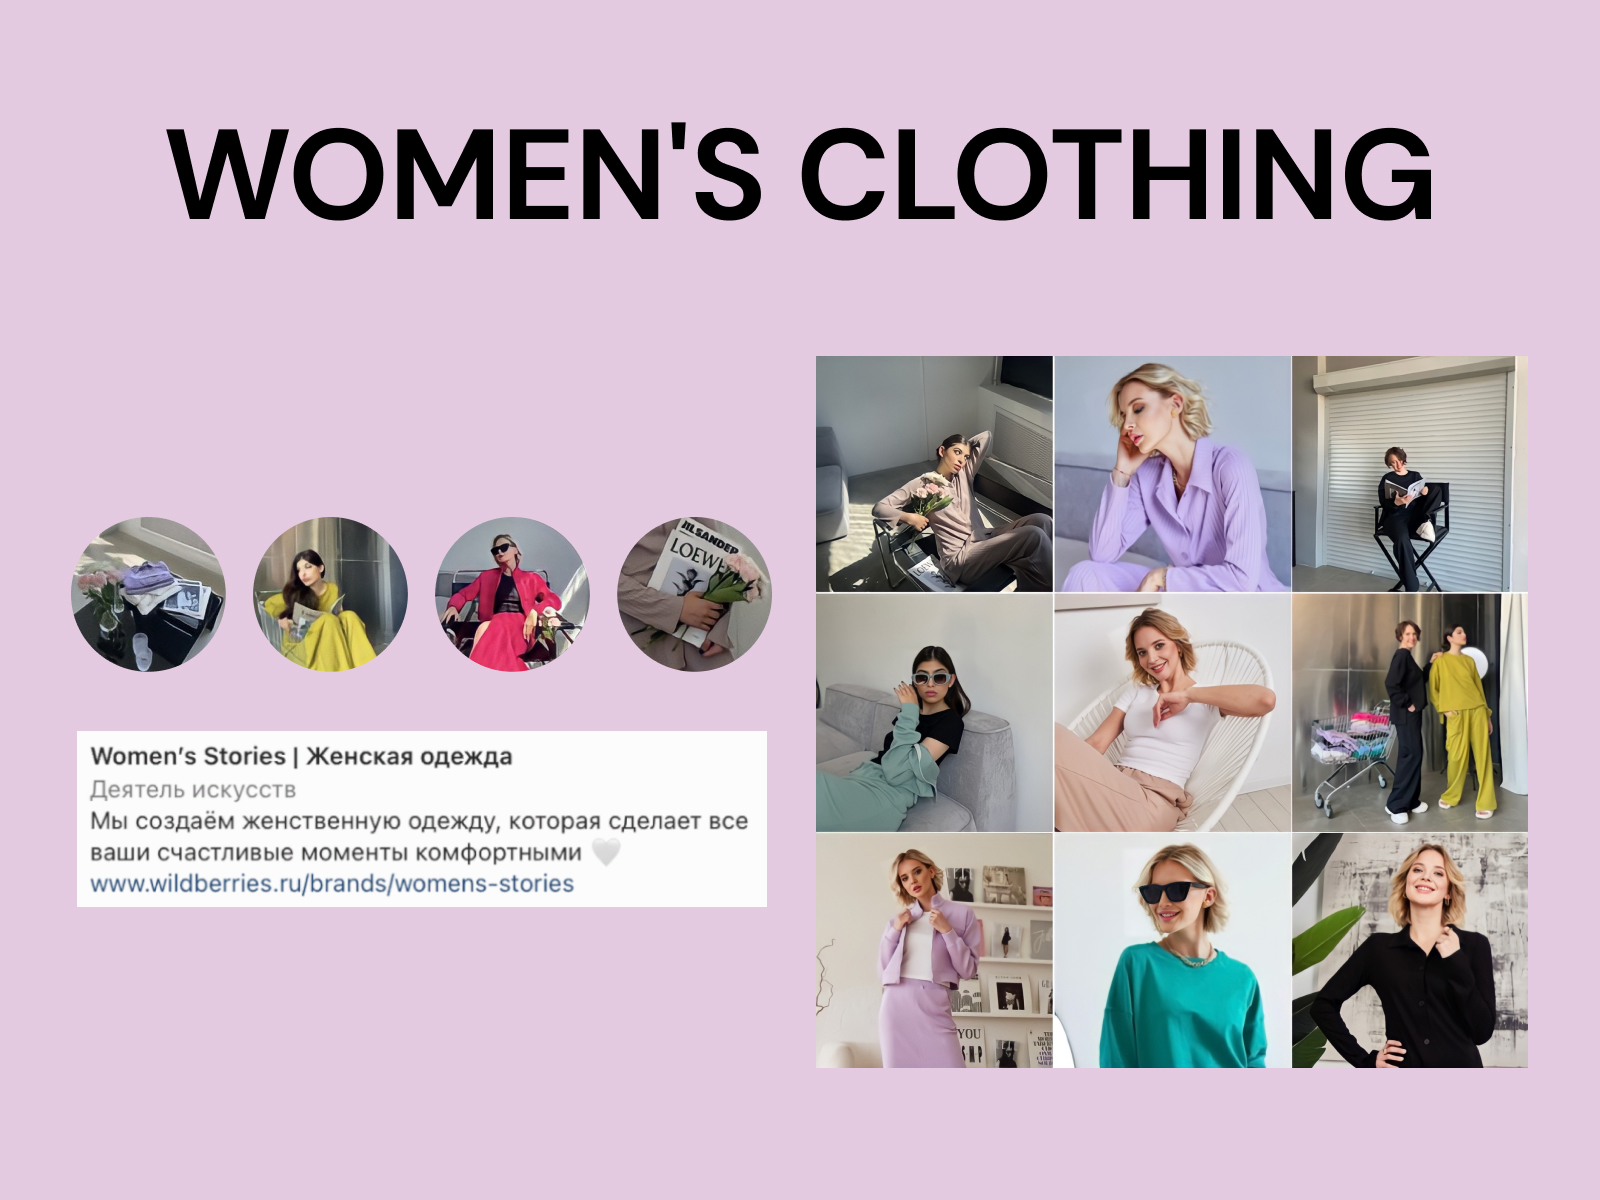 WOMEN'S CLOTHING
JIL SANDER
LOEWE
Women's Stories | Женская одежда
Деятель искусств
Мы создаём женственную одежду, которая сделает все
ваши счастливые моменты комфортными 🤍
www.wildberries.ru/brands/womens-stories
YOU